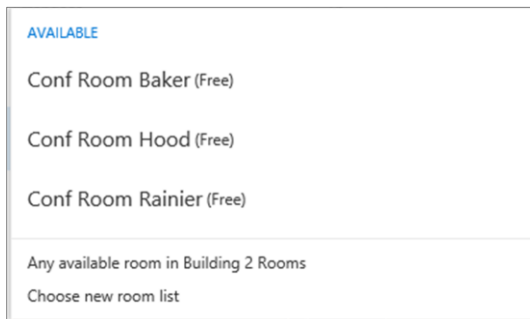 AVAILABLE
Conf Room Baker (Free)
Conf Room Hood (Free)
Conf Room Rainier (Free)
Any available room in Building 2 Rooms
Choose new room list